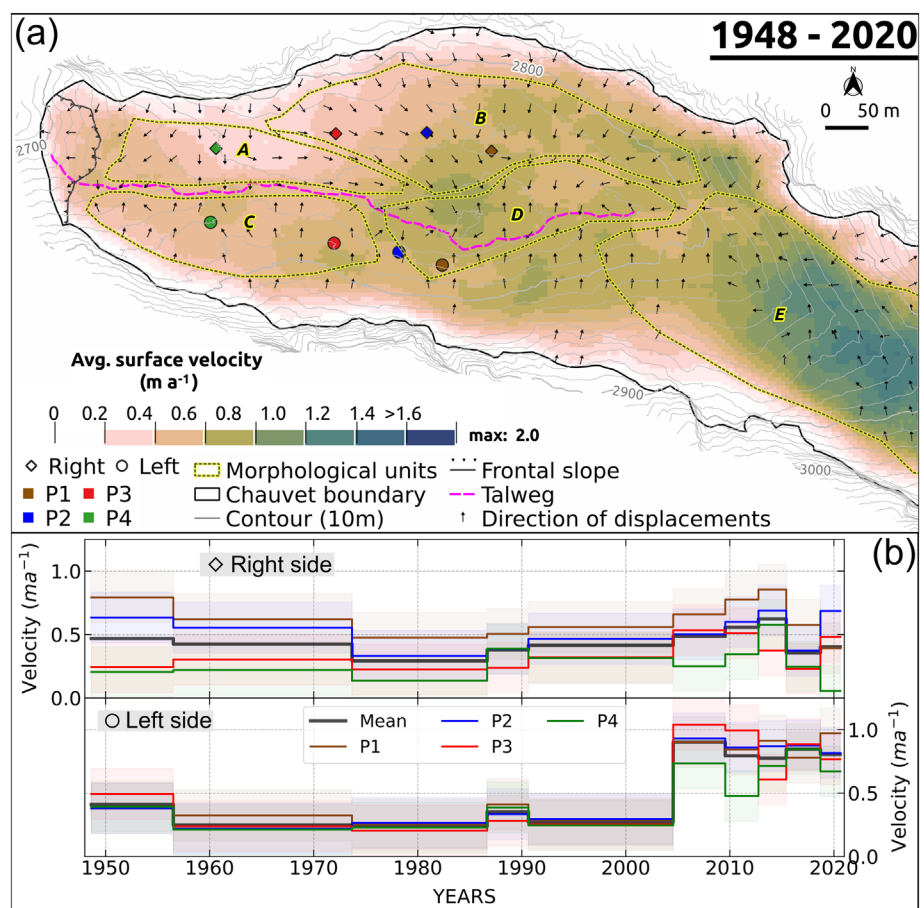 (a)
1948 - 2020
0 50 m
2800
2700
A
B
C
D
E
2900
3000
Avg. surface velocity
(m a-1)
0 0.2 0.4 0.6 0.8 1.0 1.2 1.4 >1.6
max: 2.0
Right Left
P1 P3
P2 P4
Morphological units
Chauvet boundary
Contour (10m)
Frontal slope
Talweg
Direction of displacements
(b)
Right side
Velocity (ma⁻¹)
1.0
0.5
0.0
Left side
Mean P2 P4
P1 P3
1.0
0.5
0.0
Velocity (ma⁻¹)
1950 1960 1970 1980 1990 2000 2010 2020
YEARS